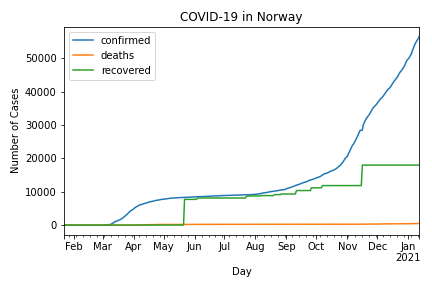 COVID-19 in Norway
confirmed
deaths
recovered
Number of Cases
50000
40000
30000
20000
10000
0
Feb Mar Apr May Jun Jul Aug Sep Oct Nov Dec Jan
2021
Day